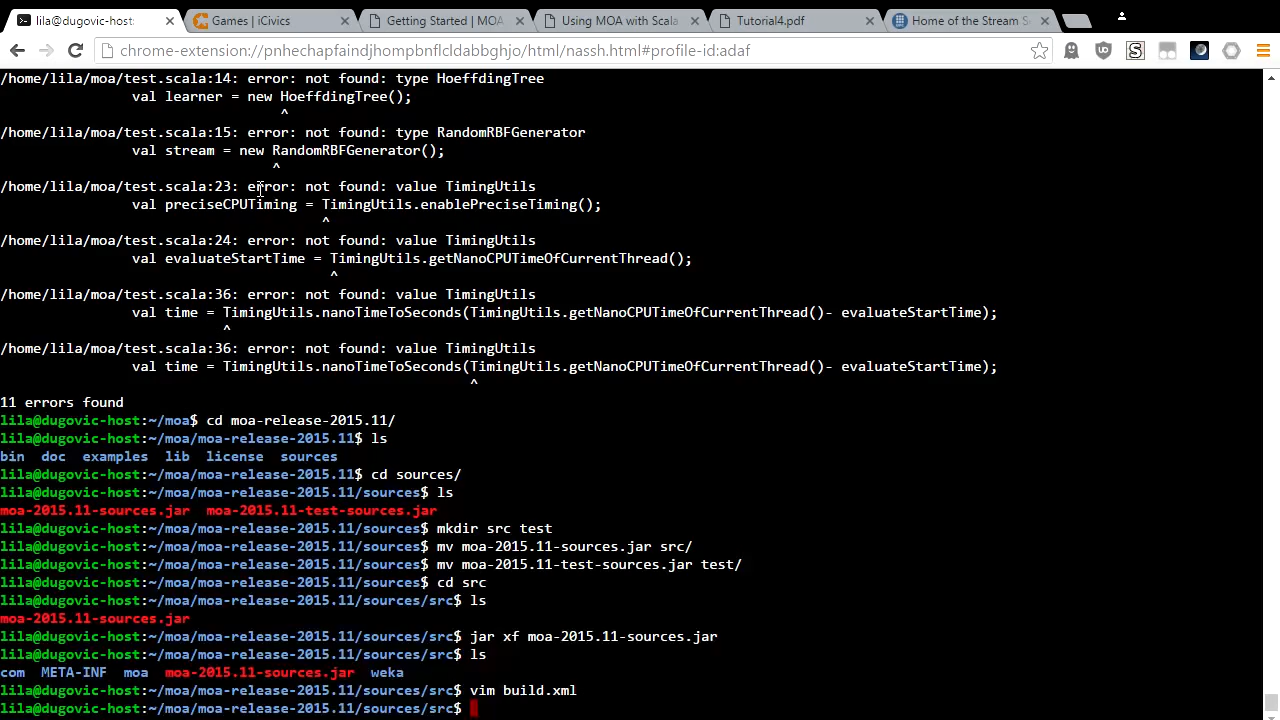 lila@dugovic-host:
Games | iCivics
Getting Started | MOA
Using MOA with Scala
Tutorial4.pdf
Home of the Stream S
chrome-extension://pnhechapfaindjhompbnflcldabbghjo/html/nassh.html#profile-id:adaf
/home/lila/moa/test.scala:14: error: not found: type HoeffdingTree
val learner = new HoeffdingTree();
^
/home/lila/moa/test.scala:15: error: not found: type RandomRBFGenerator
val stream = new RandomRBFGenerator();
^
/home/lila/moa/test.scala:23: error: not found: value TimingUtils
val preciseCPUTiming = TimingUtils.enablePreciseTiming();
^
/home/lila/moa/test.scala:24: error: not found: value TimingUtils
val evaluateStartTime = TimingUtils.getNanoCPUTimeOfCurrentThread();
^
/home/lila/moa/test.scala:36: error: not found: value TimingUtils
val time = TimingUtils.nanoTimeToSeconds(TimingUtils.getNanoCPUTimeOfCurrentThread()- evaluateStartTime);
^
/home/lila/moa/test.scala:36: error: not found: value TimingUtils
val time = TimingUtils.nanoTimeToSeconds(TimingUtils.getNanoCPUTimeOfCurrentThread()- evaluateStartTime);
^
11 errors found
lila@dugovic-host:~/moa$ cd moa-release-2015.11/
lila@dugovic-host:~/moa/moa-release-2015.11$ ls
bin doc examples lib license sources
lila@dugovic-host:~/moa/moa-release-2015.11$ cd sources/
lila@dugovic-host:~/moa/moa-release-2015.11/sources$ ls
moa-2015.11-sources.jar moa-2015.11-test-sources.jar
lila@dugovic-host:~/moa/moa-release-2015.11/sources$ mkdir src test
lila@dugovic-host:~/moa/moa-release-2015.11/sources$ mv moa-2015.11-sources.jar src/
lila@dugovic-host:~/moa/moa-release-2015.11/sources$ mv moa-2015.11-test-sources.jar test/
lila@dugovic-host:~/moa/moa-release-2015.11/sources$ cd src
lila@dugovic-host:~/moa/moa-release-2015.11/sources/src$ ls
moa-2015.11-sources.jar
lila@dugovic-host:~/moa/moa-release-2015.11/sources/src$ jar xf moa-2015.11-sources.jar
lila@dugovic-host:~/moa/moa-release-2015.11/sources/src$ ls
com META-INF moa moa-2015.11-sources.jar weka
lila@dugovic-host:~/moa/moa-release-2015.11/sources/src$ vim build.xml
lila@dugovic-host:~/moa/moa-release-2015.11/sources/src$